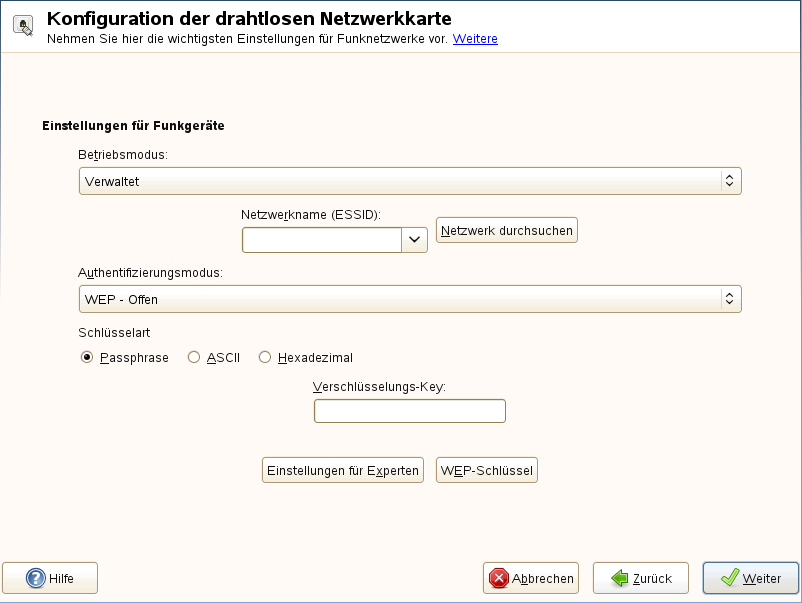 Konfiguration der drahtlosen Netzwerkkarte
Nehmen Sie hier die wichtigsten Einstellungen für Funknetzwerke vor. Weitere
Einstellungen für Funkgeräte
Betriebsmodus:
Verwaltet
Netzwerkname (ESSID):
Netzwerk durchsuchen
Authentifizierungsmodus:
WEP - Offen
Schlüsselart
Passphrase ASCII Hexadezimal
Verschlüsselungs-Key:
Einstellungen für Experten WEP-Schlüssel
Hilfe Abbrechen Zurück Weiter